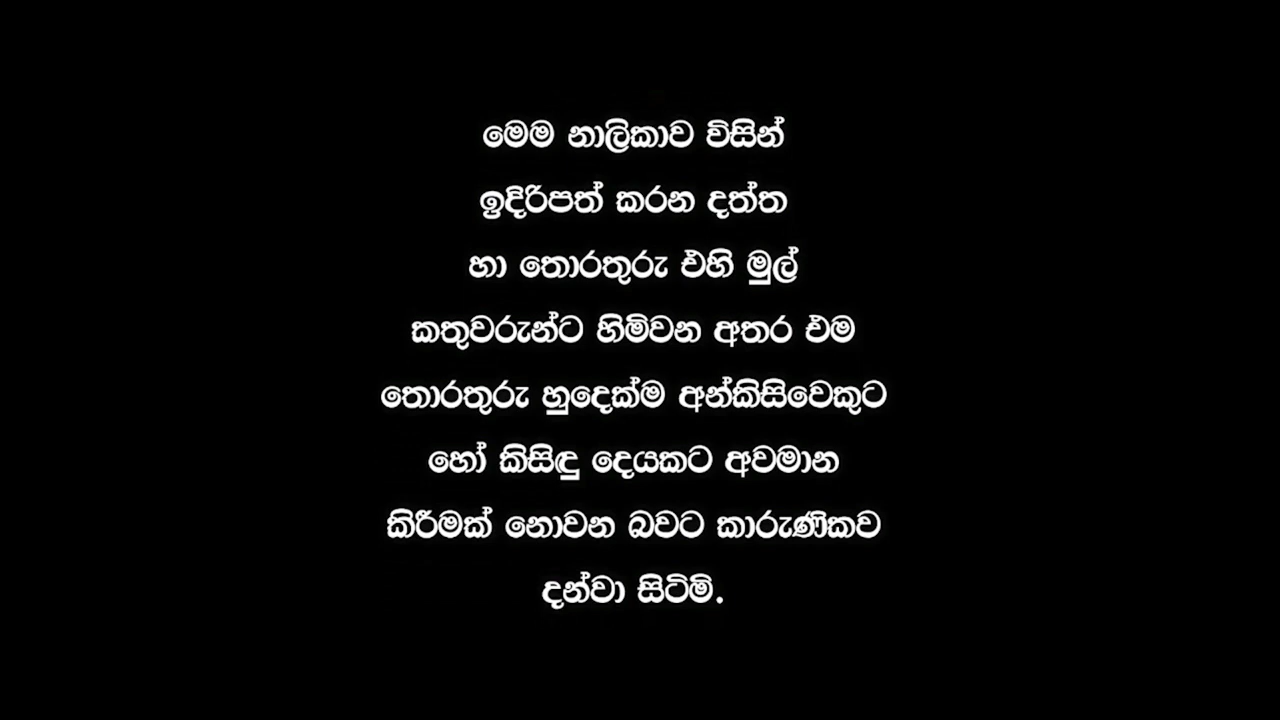 මෙම නාලිකාව විසින්
ඉදිරිපත් කරන දත්ත
හා තොරතුරු එහි මුල්
කතුවරුන්ට හිමිවන අතර එම
තොරතුරු හුදෙක්ම අන්කිසිවෙකුට
හෝ කිසිඳු දෙයකට අවමාන
කිරීමක් නොවන බවට කාරුණිකව
දන්වා සිටිමි.